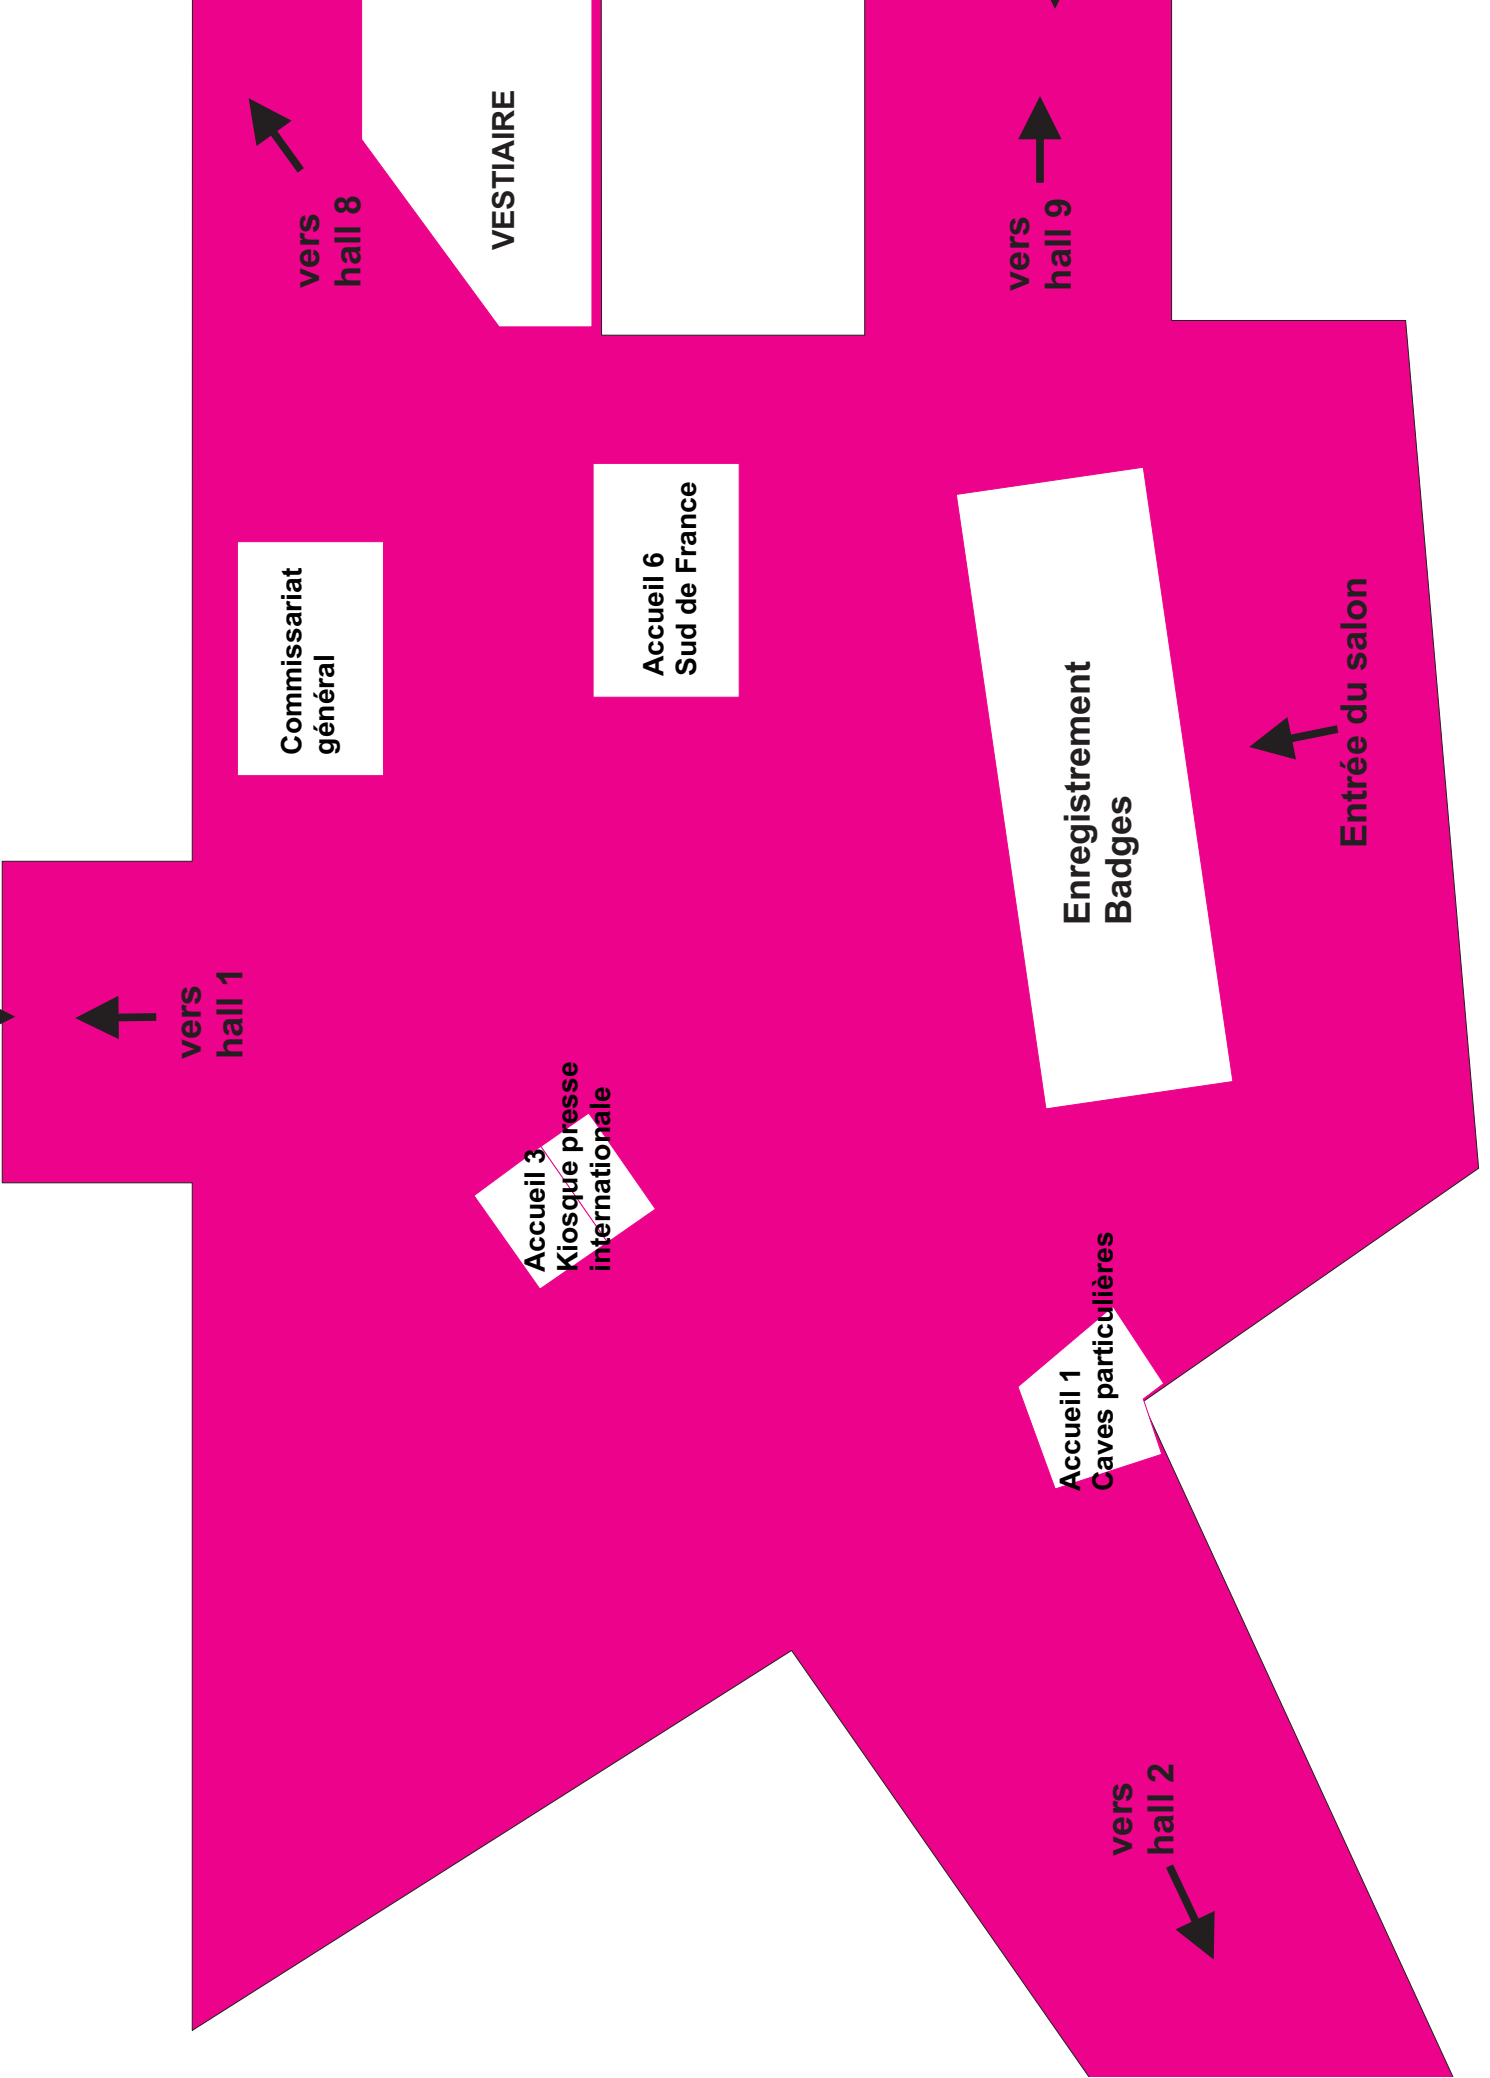 vers
hall 8
VESTIAIRE
vers
hall 9
Commissariat
général
Accueil 6
Sud de France
Enregistrement
Badges
Entrée du salon
vers
hall 1
Accueil 3
Kiosque presse
internationale
Accueil 1
Caves particulières
vers
hall 2